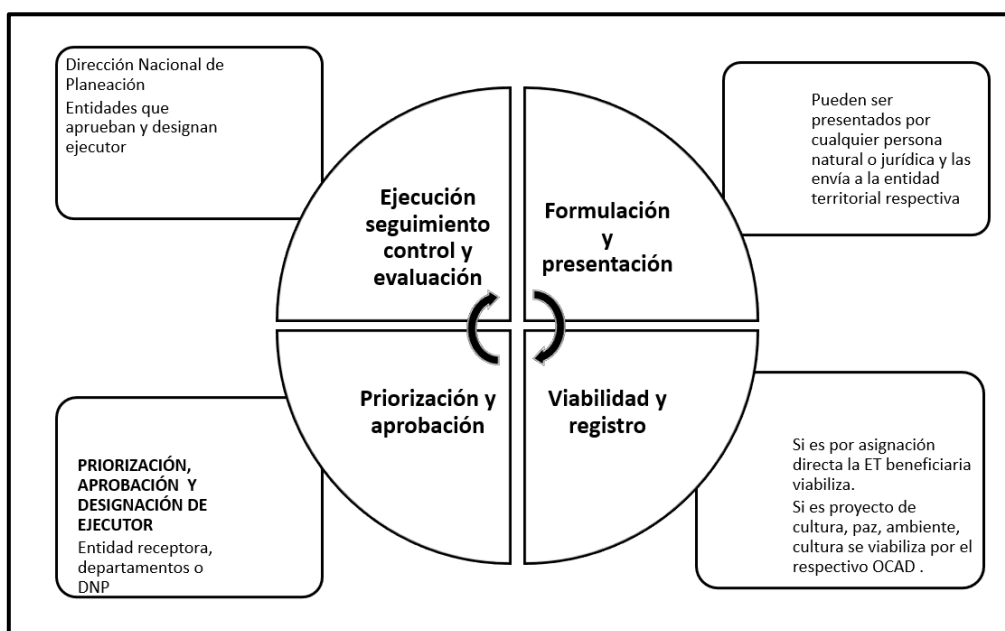 Dirección Nacional de
Planeación
Entidades que
aprueban y designan
ejecutor
Pueden ser
presentados por
cualquier persona
natural o jurídica y las
envía a la entidad
territorial respectiva
Ejecución
seguimiento
control y
evaluación
Formulación
y
presentación
Priorización y
aprobación
Viabilidad y
registro
PRIORIZACIÓN,
APROBACIÓN Y
DESIGNACIÓN DE
EJECUTOR
Entidad receptora,
departamentos o
DNP
Si es por asignación
directa la ET beneficiaria
viabiliza.
Si es proyecto de
cultura, paz, ambiente,
cultura se viabiliza por el
respectivo OCAD .